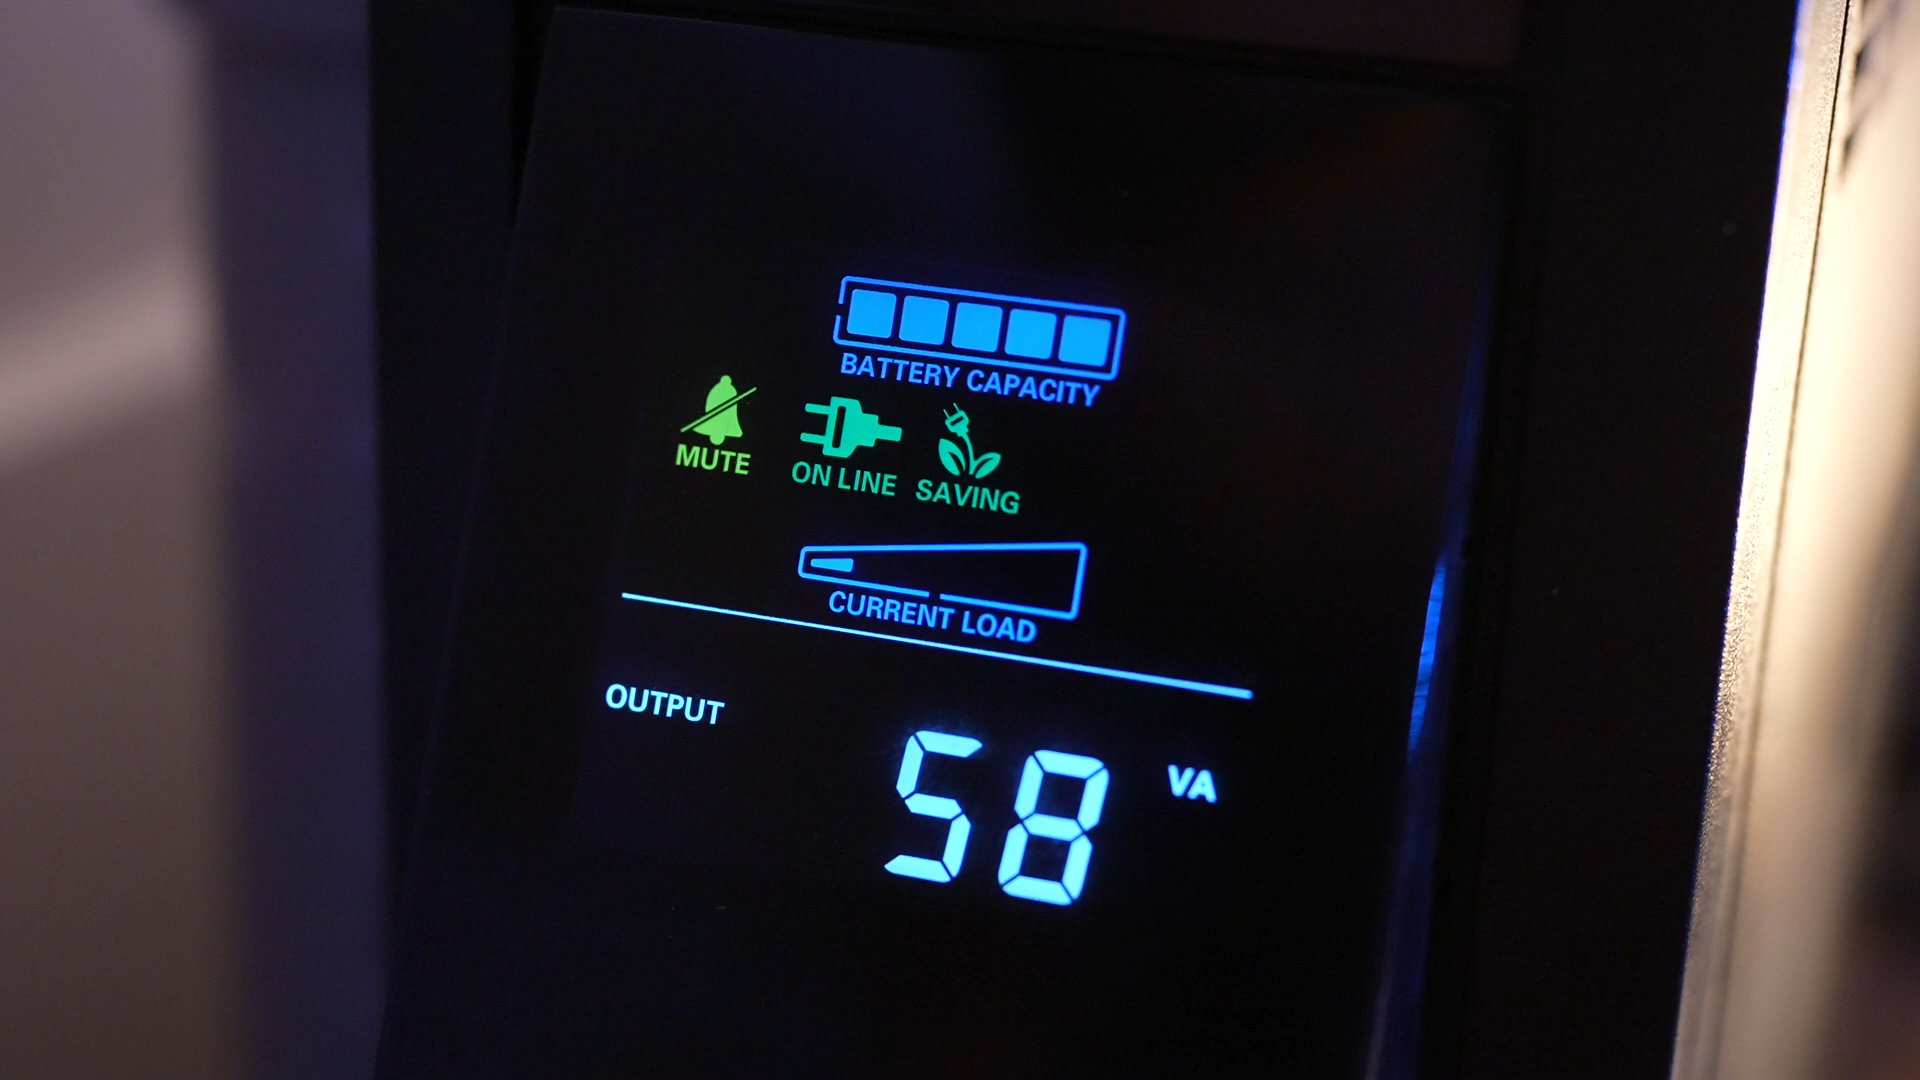 BATTERY CAPACITY
MUTE ON LINE SAVING
CURRENT LOAD
OUTPUT
58 VA